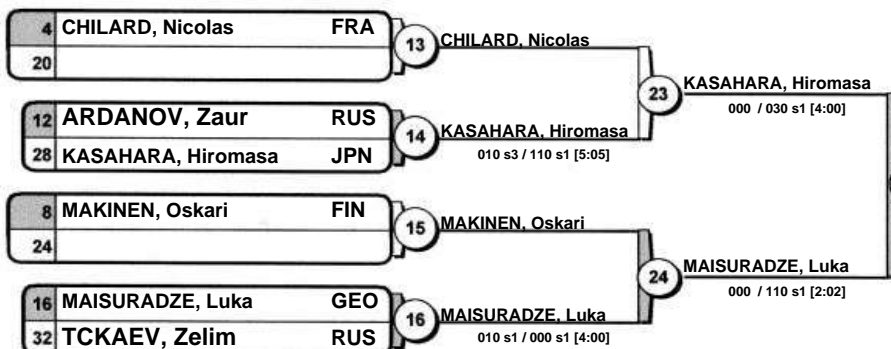 4 CHILARD, Nicolas FRA
20
13 CHILARD, Nicolas
12 ARDANOV, Zaur RUS
28 KASAHARA, Hiromasa JPN
14 KASAHARA, Hiromasa
010 s3 / 110 s1 [5:05]
23 KASAHARA, Hiromasa
000 / 030 s1 [4:00]
8 MAKINEN, Oskari FIN
24
15 MAKINEN, Oskari
16 MAISURADZE, Luka GEO
32 TCKAEV, Zelim RUS
16 MAISURADZE, Luka
010 s1 / 000 s1 [4:00]
24 MAISURADZE, Luka
000 / 110 s1 [2:02]